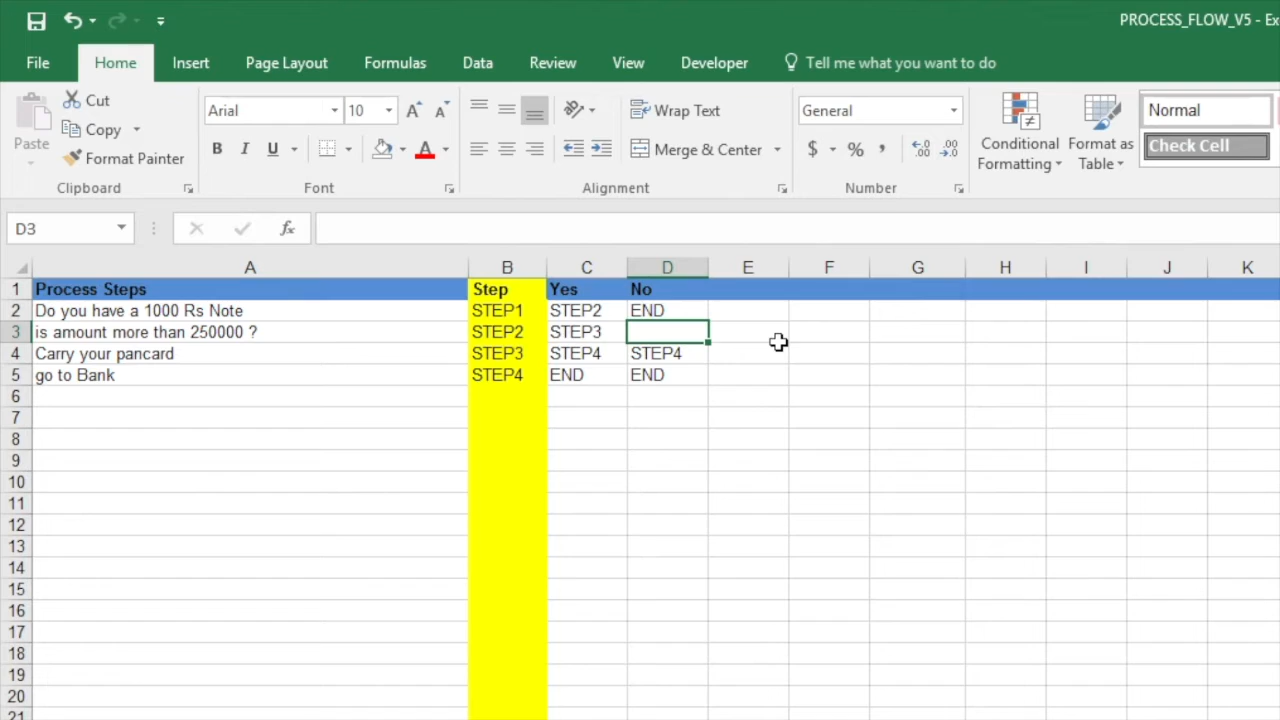 PROCESS_FLOW_V5 - Ex
File Home Insert Page Layout Formulas Data Review View Developer Tell me what you want to do
Cut
Copy
Format Painter
Paste
Clipboard
Arial 10
B I U
Font
Wrap Text
Merge & Center
Alignment
General
$ % ,
Number
Conditional Formatting
Format as Table
Normal
Check Cell
D3 fx
A B C D E F G H I J K
1 Process Steps Step Yes No
2 Do you have a 1000 Rs Note STEP1 STEP2 END
3 is amount more than 250000 ? STEP2 STEP3
4 Carry your pancard STEP3 STEP4 STEP4
5 go to Bank STEP4 END END
6
7
8
9
10
11
12
13
14
15
16
17
18
19
20
21